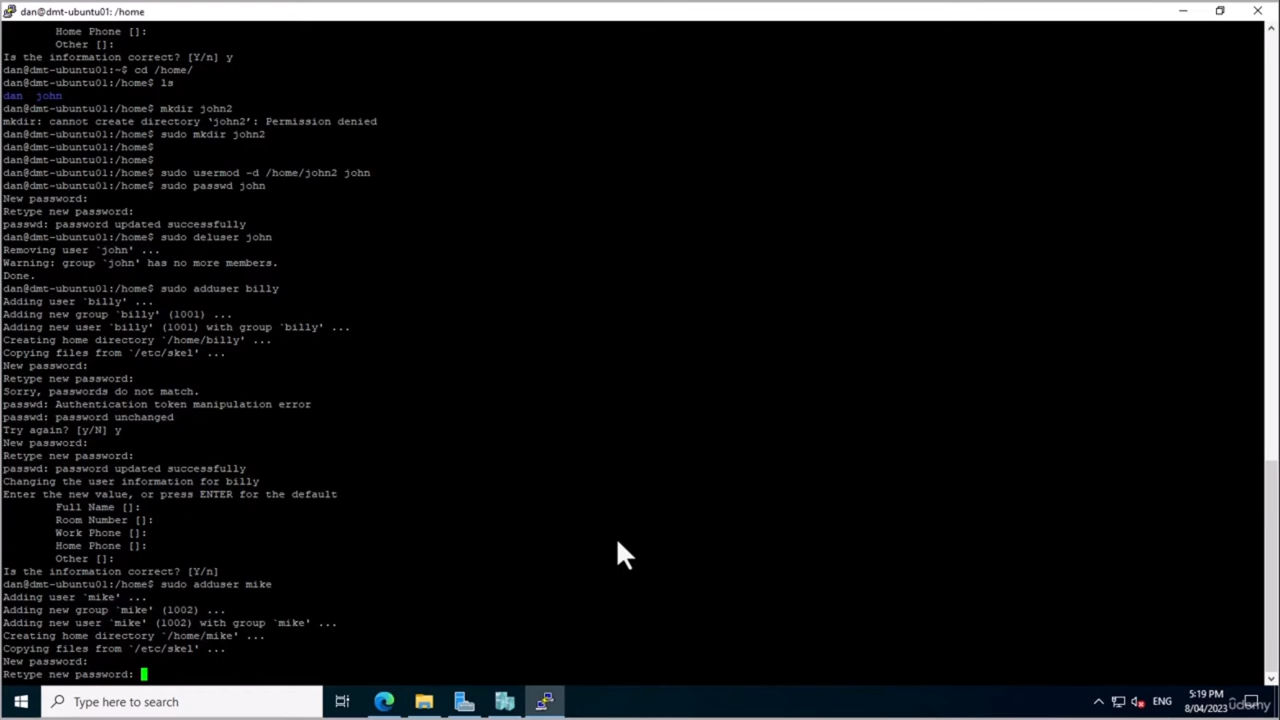 dan@dmt-ubuntu01: /home
        Home Phone []:
        Other []:
Is the information correct? [Y/n] y
dan@dmt-ubuntu01:~$ cd /home/
dan@dmt-ubuntu01:/home$ ls
dan  john
dan@dmt-ubuntu01:/home$ mkdir john2
mkdir: cannot create directory ‘john2’: Permission denied
dan@dmt-ubuntu01:/home$ sudo mkdir john2
dan@dmt-ubuntu01:/home$
dan@dmt-ubuntu01:/home$
dan@dmt-ubuntu01:/home$ sudo usermod -d /home/john2 john
dan@dmt-ubuntu01:/home$ sudo passwd john
New password:
Retype new password:
passwd: password updated successfully
dan@dmt-ubuntu01:/home$ sudo deluser john
Removing user `john' ...
Warning: group `john' has no more members.
Done.
dan@dmt-ubuntu01:/home$ sudo adduser billy
Adding user `billy' ...
Adding new group `billy' (1001) ...
Adding new user `billy' (1001) with group `billy' ...
Creating home directory `/home/billy' ...
Copying files from `/etc/skel' ...
New password:
Retype new password:
Sorry, passwords do not match.
passwd: Authentication token manipulation error
passwd: password unchanged
Try again? [y/N] y
New password:
Retype new password:
passwd: password updated successfully
Changing the user information for billy
Enter the new value, or press ENTER for the default
        Full Name []:
        Room Number []:
        Work Phone []:
        Home Phone []:
        Other []:
Is the information correct? [Y/n]
dan@dmt-ubuntu01:/home$ sudo adduser mike
Adding user `mike' ...
Adding new group `mike' (1002) ...
Adding new user `mike' (1002) with group `mike' ...
Creating home directory `/home/mike' ...
Copying files from `/etc/skel' ...
New password:
Retype new password:
Type here to search
ENG
5:19 PM
8/04/2023
udemy